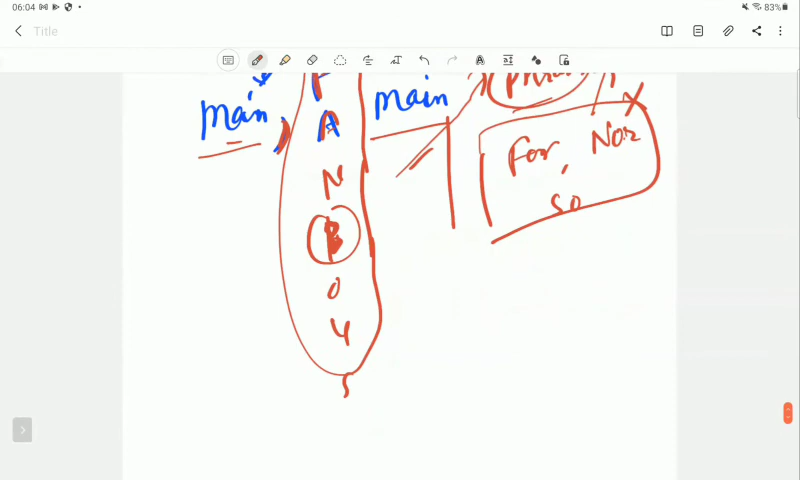 06:04
83%
Title
main,
F
main
A
For, Nor
so
N
B
O
Y
S